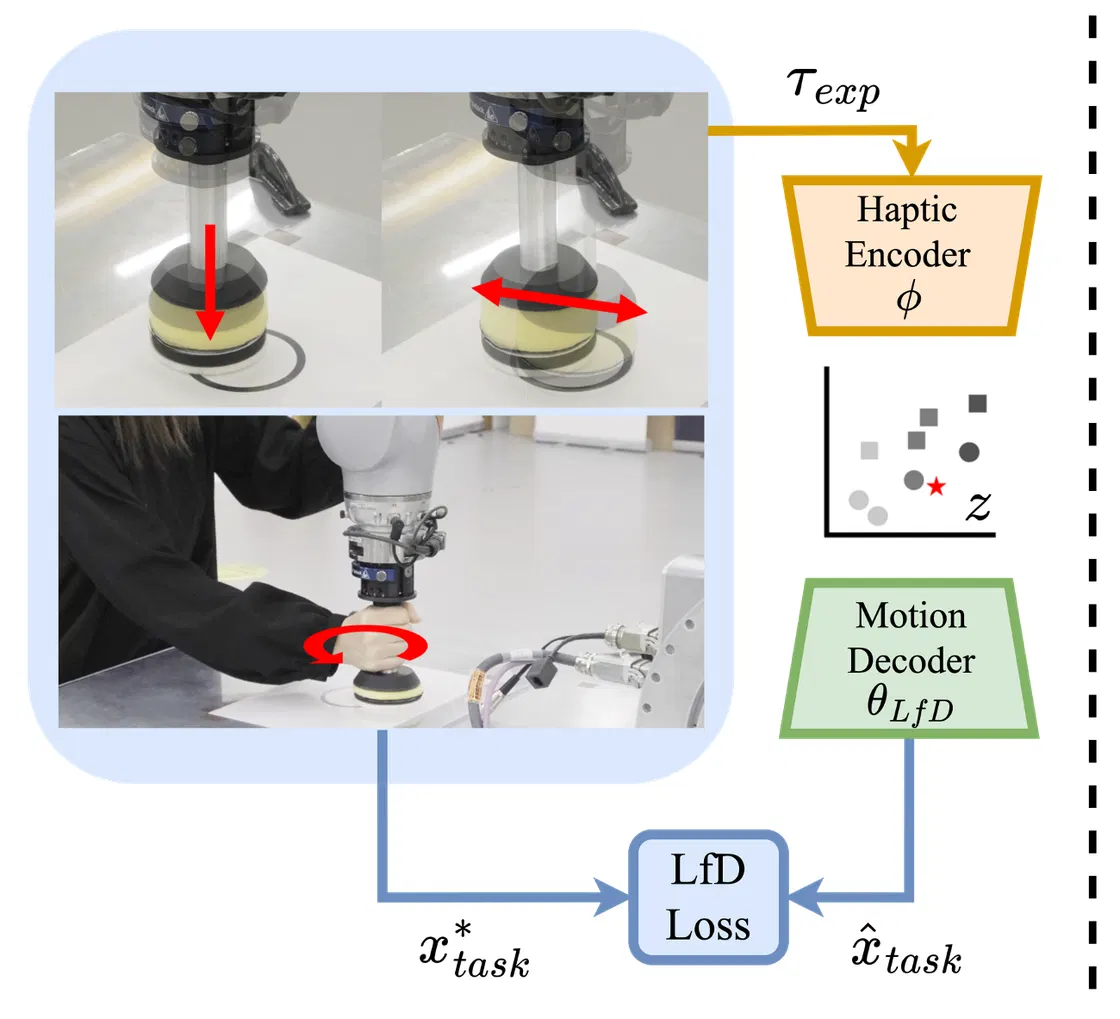 τ_exp
Haptic
Encoder
ϕ
z
Motion
Decoder
θ_LfD
LfD
Loss
x*_task
x̂_task